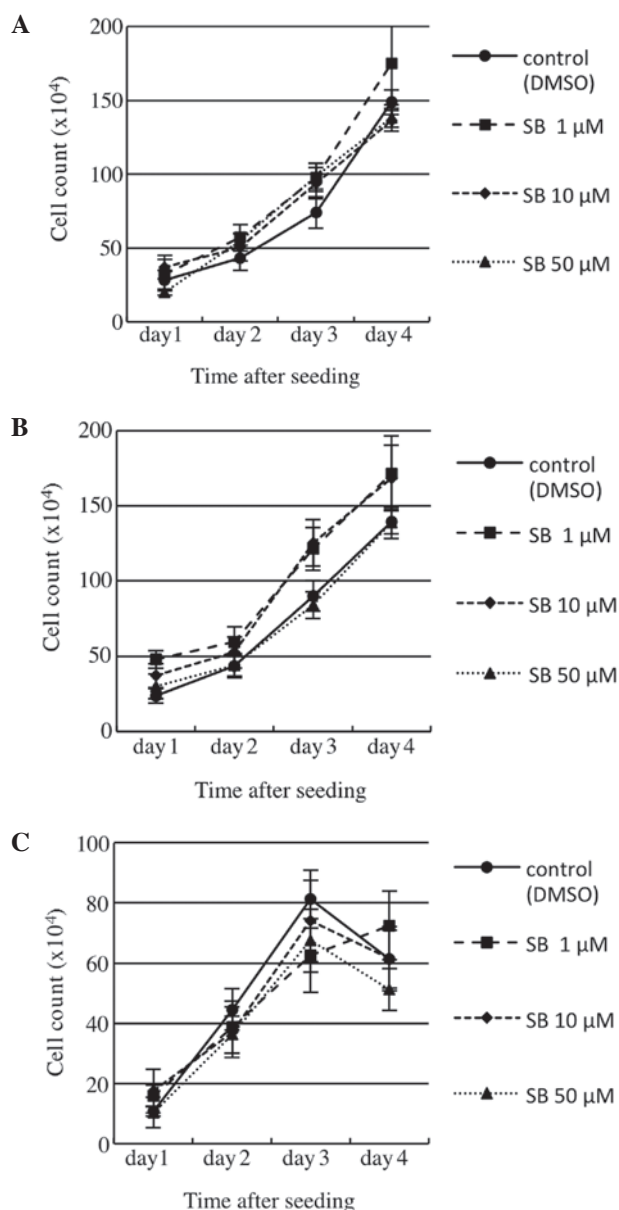 A
200
150
100
50
0
Cell count (x10⁴)
day1 day2 day3 day4
Time after seeding
control
(DMSO)
SB 1 µM
SB 10 µM
SB 50 µM
B
200
150
100
50
0
Cell count (x10⁴)
day1 day2 day3 day4
Time after seeding
control
(DMSO)
SB 1 µM
SB 10 µM
SB 50 µM
C
100
80
60
40
20
0
Cell count (x10⁴)
day1 day2 day3 day4
Time after seeding
control
(DMSO)
SB 1 µM
SB 10 µM
SB 50 µM